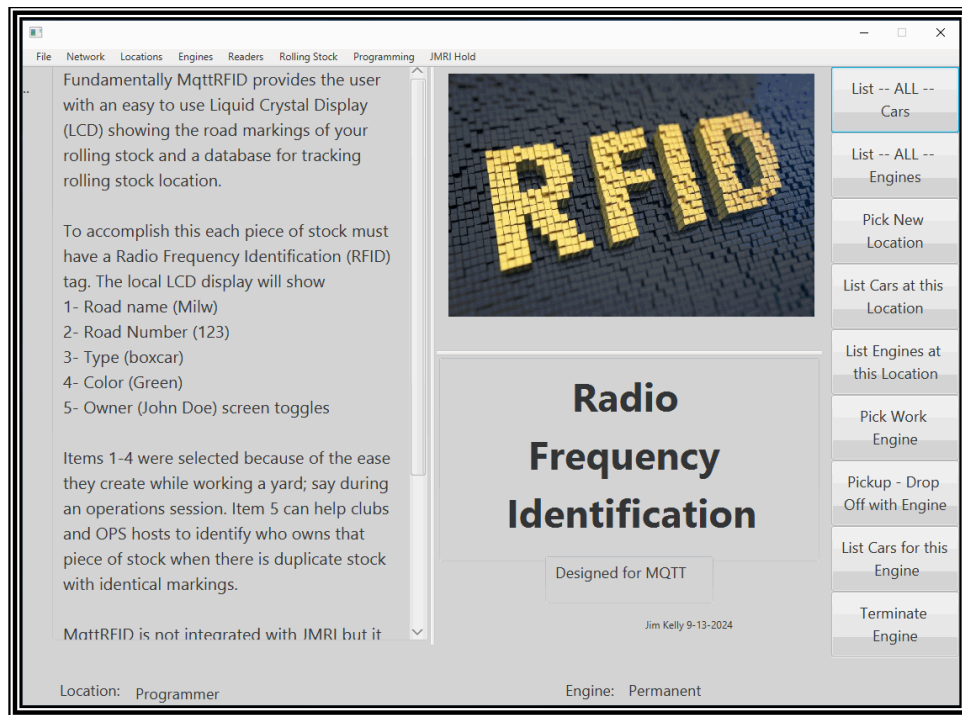 File Network Locations Engines Readers Rolling Stock Programming JMRI Hold
..
Fundamentally MqttRFID provides the user
with an easy to use Liquid Crystal Display
(LCD) showing the road markings of your
rolling stock and a database for tracking
rolling stock location.
To accomplish this each piece of stock must
have a Radio Frequency Identification (RFID)
tag. The local LCD display will show
1- Road name (Milw)
2- Road Number (123)
3- Type (boxcar)
4- Color (Green)
5- Owner (John Doe) screen toggles
Items 1-4 were selected because of the ease
they create while working a yard; say during
an operations session. Item 5 can help clubs
and OPS hosts to identify who owns that
piece of stock when there is duplicate stock
with identical markings.
MqttRFID is not integrated with JMRI but it
RFID
Radio
Frequency
Identification
Designed for MQTT
Jim Kelly 9-13-2024
List -- ALL --
Cars
List -- ALL --
Engines
Pick New
Location
List Cars at this
Location
List Engines at
this Location
Pick Work
Engine
Pickup - Drop
Off with Engine
List Cars for this
Engine
Terminate
Engine
Location: Programmer
Engine: Permanent